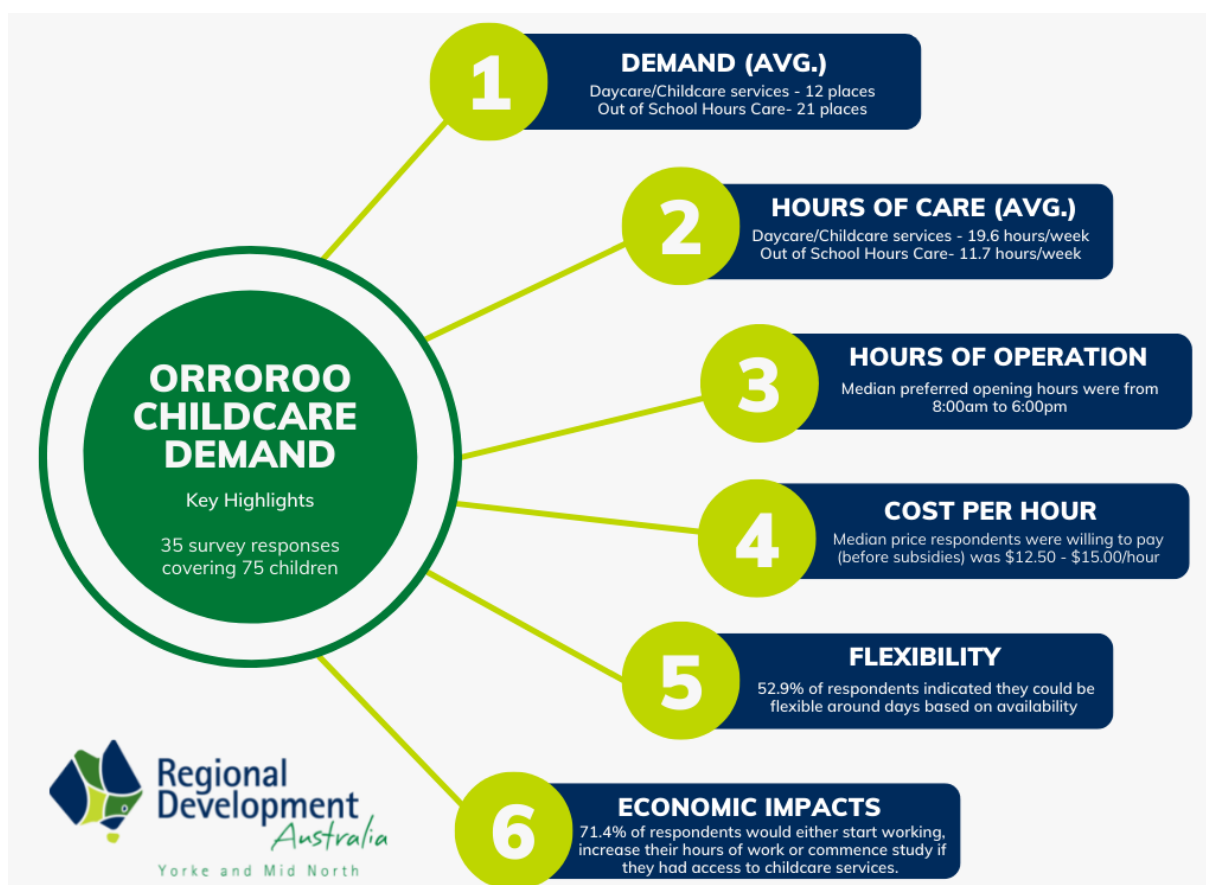 ORROROO
CHILDCARE
DEMAND
Key Highlights
35 survey responses
covering 75 children
1
DEMAND (AVG.)
Daycare/Childcare services - 12 places
Out of School Hours Care- 21 places
2
HOURS OF CARE (AVG.)
Daycare/Childcare services - 19.6 hours/week
Out of School Hours Care- 11.7 hours/week
3
HOURS OF OPERATION
Median preferred opening hours were from
8:00am to 6:00pm
4
COST PER HOUR
Median price respondents were willing to pay
(before subsidies) was $12.50 - $15.00/hour
5
FLEXIBILITY
52.9% of respondents indicated they could be
flexible around days based on availability
6
ECONOMIC IMPACTS
71.4% of respondents would either start working,
increase their hours of work or commence study if
they had access to childcare services.
Regional
Development
Australia
Yorke and Mid North